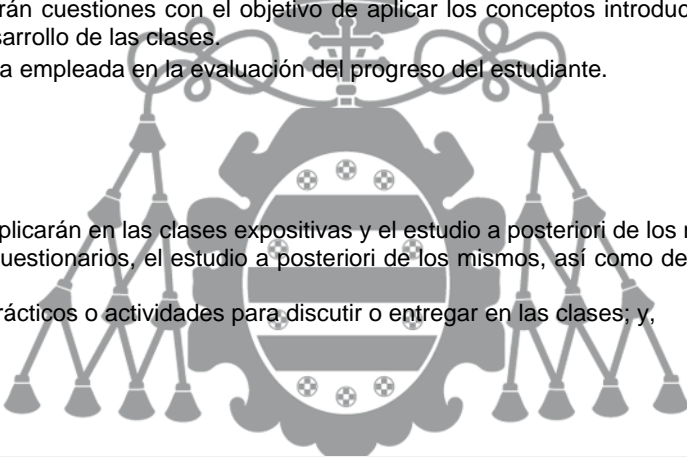 rán cuestiones con el objetivo de aplicar los conceptos introduc
sarrollo de las clases.
a empleada en la evaluación del progreso del estudiante.
plicarán en las clases expositivas y el estudio a posteriori de los
uestionarios, el estudio a posteriori de los mismos, así como de
rácticos o actividades para discutir o entregar en las clases; y,